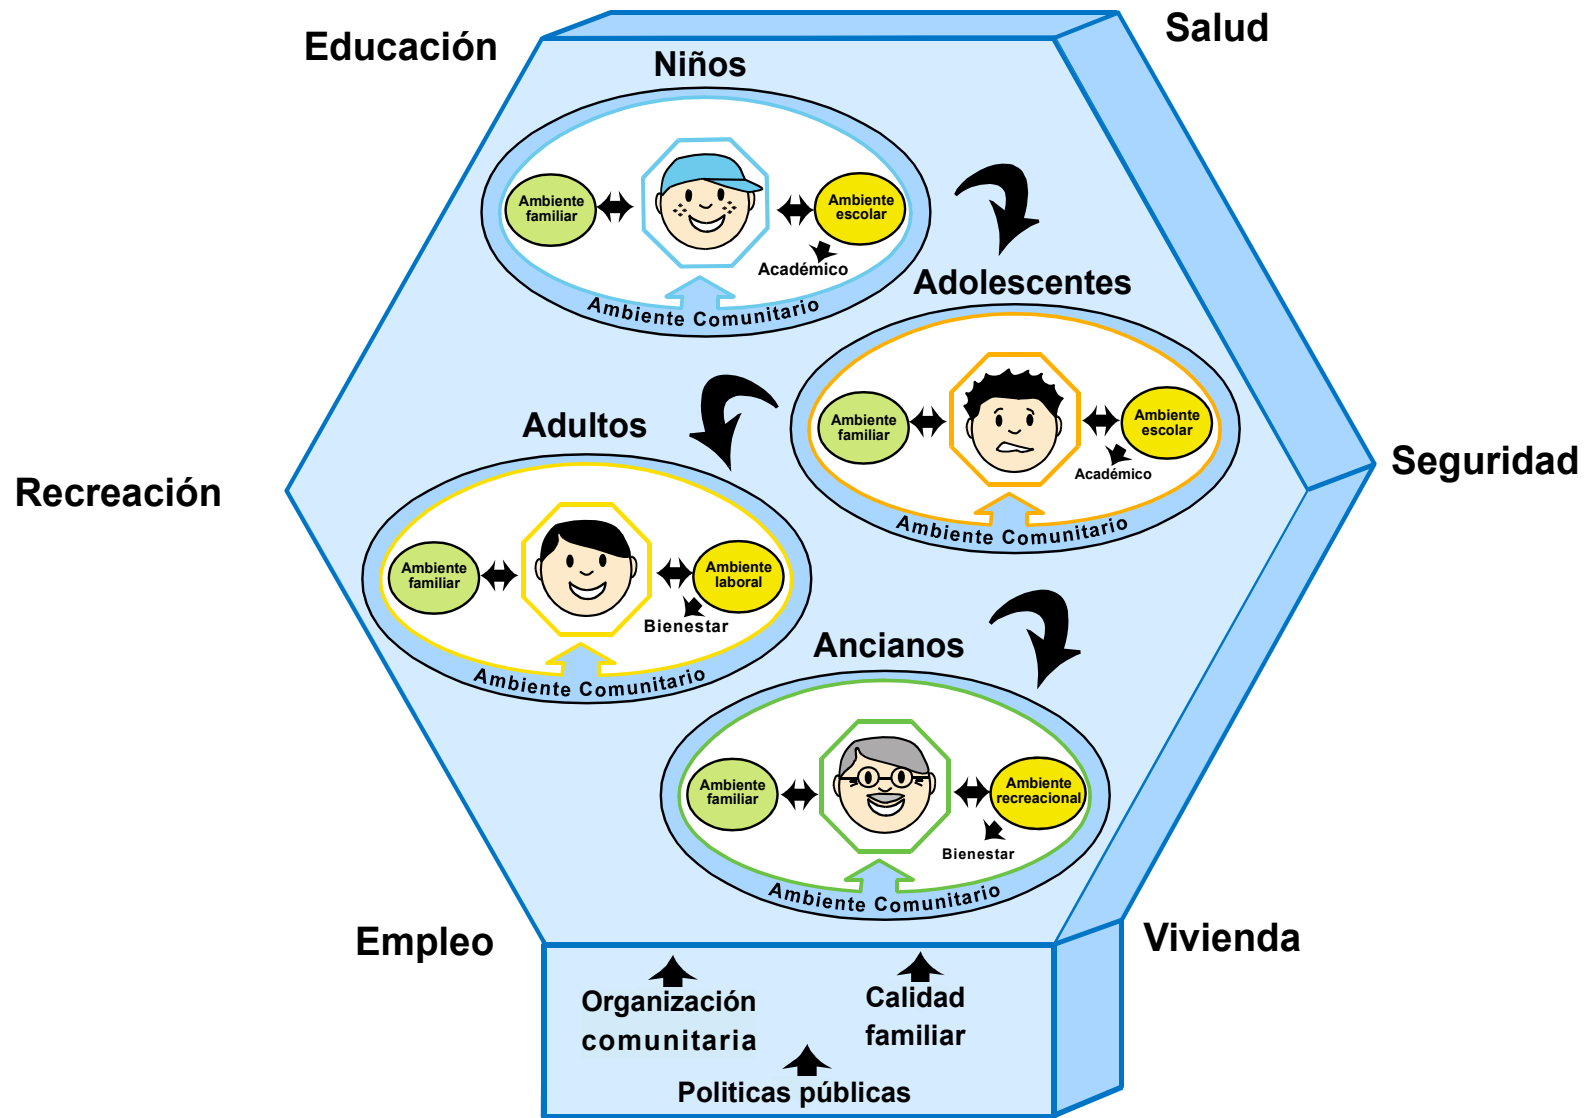 Educación
Salud
Niños
Ambiente
familiar
Ambiente
escolar
Académico
Ambiente Comunitario
Adolescentes
Ambiente
familiar
Ambiente
escolar
Académico
Ambiente Comunitario
Recreación
Seguridad
Adultos
Ambiente
familiar
Ambiente
laboral
Bienestar
Ambiente Comunitario
Ancianos
Ambiente
familiar
Ambiente
recreacional
Bienestar
Ambiente Comunitario
Empleo
Vivienda
Organización
comunitaria
Calidad
familiar
Politicas públicas